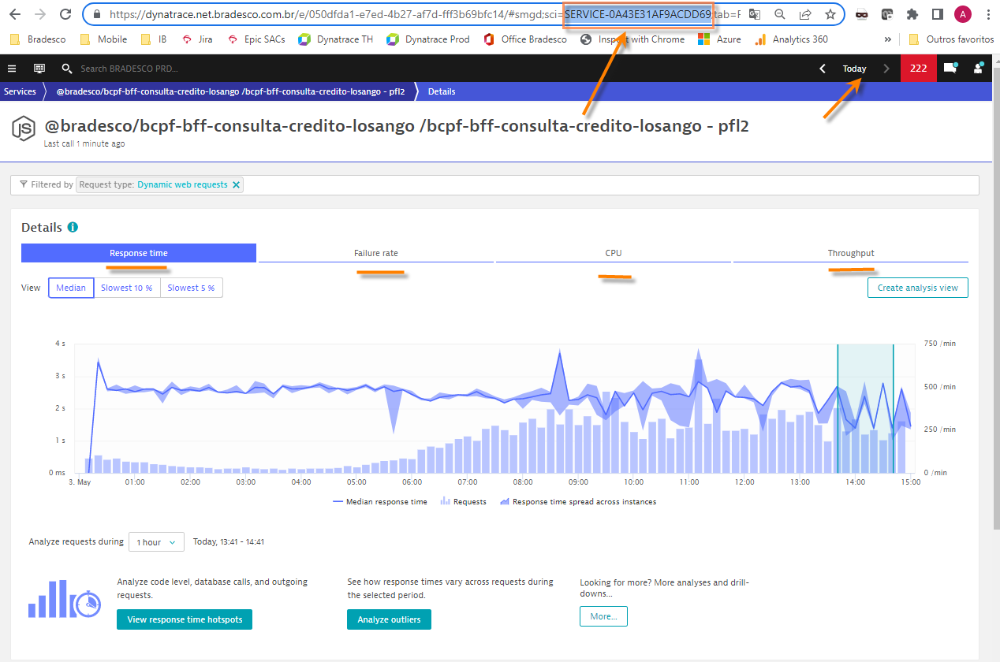 https://dynatrace.net.bradesco.com.br/e/050dfda1-e7ed-4b27-af7d-fff3b69bfc14/#smgd;sci=SERVICE-0A43E31AF9ACDD69;tab=F
A
Bradesco Mobile IB Jira Epic SACs Dynatrace TH Dynatrace Prod Office Bradesco Inspect with Chrome Azure Analytics 360 » Outros favoritos
Search BRADESCO PRD... Today 222
Services @bradesco/bcpf-bff-consulta-credito-losango /bcpf-bff-consulta-credito-losango - pfl2 Details
JS @bradesco/bcpf-bff-consulta-credito-losango /bcpf-bff-consulta-credito-losango - pfl2
Last call 1 minute ago
Filtered by Request type: Dynamic web requests
Details
Response time Failure rate CPU Throughput
View Median Slowest 10 % Slowest 5 % Create analysis view
4 s 750 /min
3 s 500 /min
2 s
250 /min
1 s
0 ms 0 /min
3. May 01:00 02:00 03:00 04:00 05:00 06:00 07:00 08:00 09:00 10:00 11:00 12:00 13:00 14:00 15:00
Median response time Requests Response time spread across instances
Analyze requests during 1 hour Today, 13:41 - 14:41
Analyze code level, database calls, and outgoing
requests.
View response time hotspots
See how response times vary across requests during
the selected period.
Analyze outliers
Looking for more? More analyses and drill-
downs...
More...